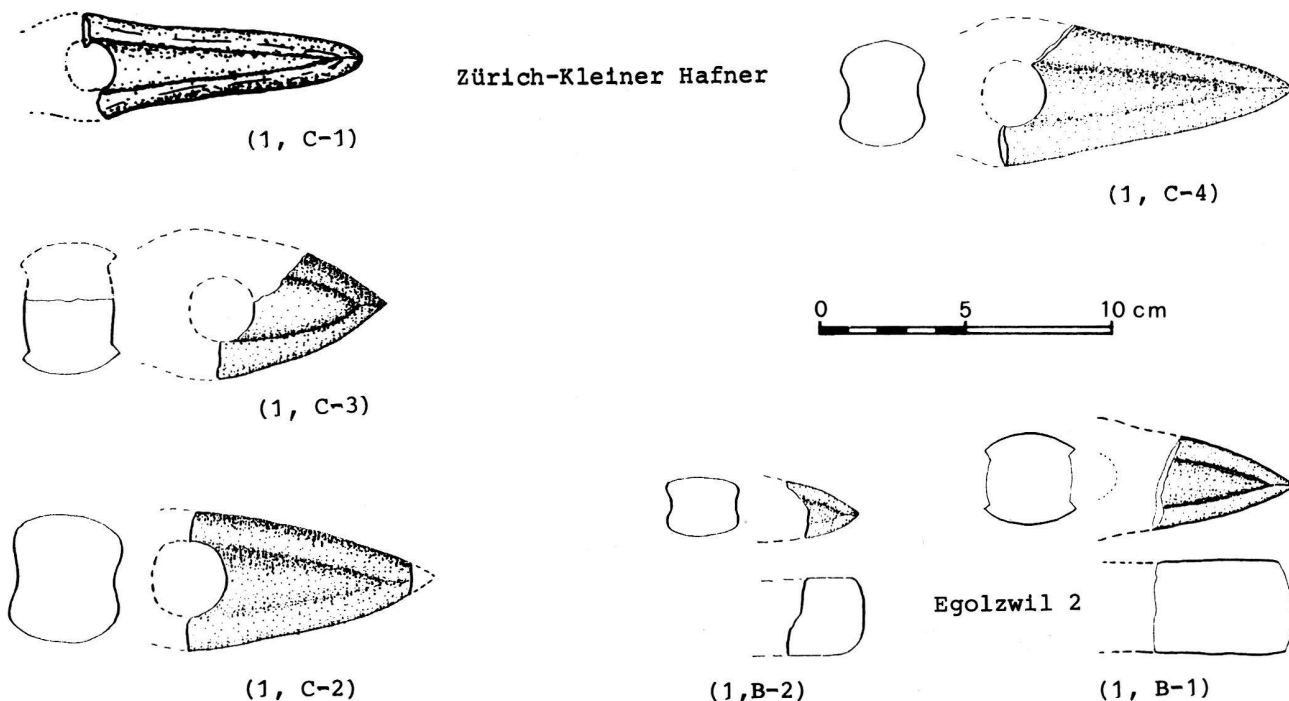 Zürich-Kleiner Hafner
(1, C-1)
(1, C-4)
(1, C-3)
0 5 10 cm
(1, C-2)
Egolzwil 2
(1,B-2)
(1, B-1)